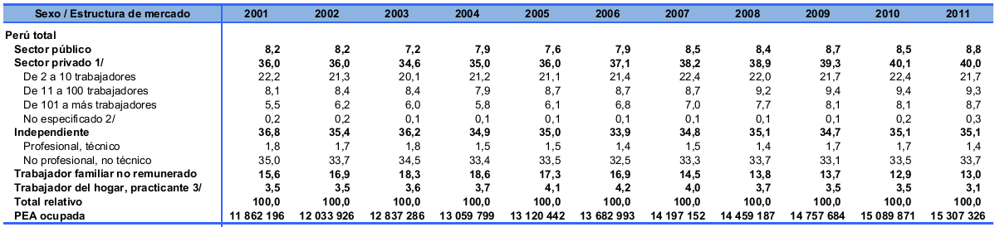 Sexo / Estructura de mercado 2001 2002 2003 2004 2005 2006 2007 2008 2009 2010 2011
Perú total
Sector público 8,2 8,2 7,2 7,9 7,6 7,9 8,5 8,4 8,7 8,5 8,8
Sector privado 1/ 36,0 36,0 34,6 35,0 36,0 37,1 38,2 38,9 39,3 40,1 40,0
De 2 a 10 trabajadores 22,2 21,3 20,1 21,2 21,1 21,4 22,4 22,0 21,7 22,4 21,7
De 11 a 100 trabajadores 8,1 8,4 8,4 7,9 8,7 8,7 8,7 9,2 9,4 9,4 9,3
De 101 a más trabajadores 5,5 6,2 6,0 5,8 6,1 6,8 7,0 7,7 8,1 8,1 8,7
No especificado 2/ 0,2 0,2 0,1 0,1 0,1 0,1 0,1 0,1 0,1 0,2 0,3
Independiente 36,8 35,4 36,2 34,9 35,0 33,9 34,8 35,1 34,7 35,1 35,1
Profesional, técnico 1,8 1,7 1,8 1,5 1,5 1,4 1,5 1,4 1,7 1,7 1,4
No profesional, no técnico 35,0 33,7 34,5 33,4 33,5 32,5 33,3 33,7 33,1 33,5 33,7
Trabajador familiar no remunerado 15,6 16,9 18,3 18,6 17,3 16,9 14,5 13,8 13,7 12,9 13,0
Trabajador del hogar, practicante 3/ 3,5 3,5 3,6 3,7 4,1 4,2 4,0 3,7 3,5 3,5 3,1
Total relativo 100,0 100,0 100,0 100,0 100,0 100,0 100,0 100,0 100,0 100,0 100,0
PEA ocupada 11 862 196 12 033 926 12 837 286 13 059 799 13 120 442 13 682 993 14 197 152 14 459 187 14 757 684 15 089 871 15 307 326